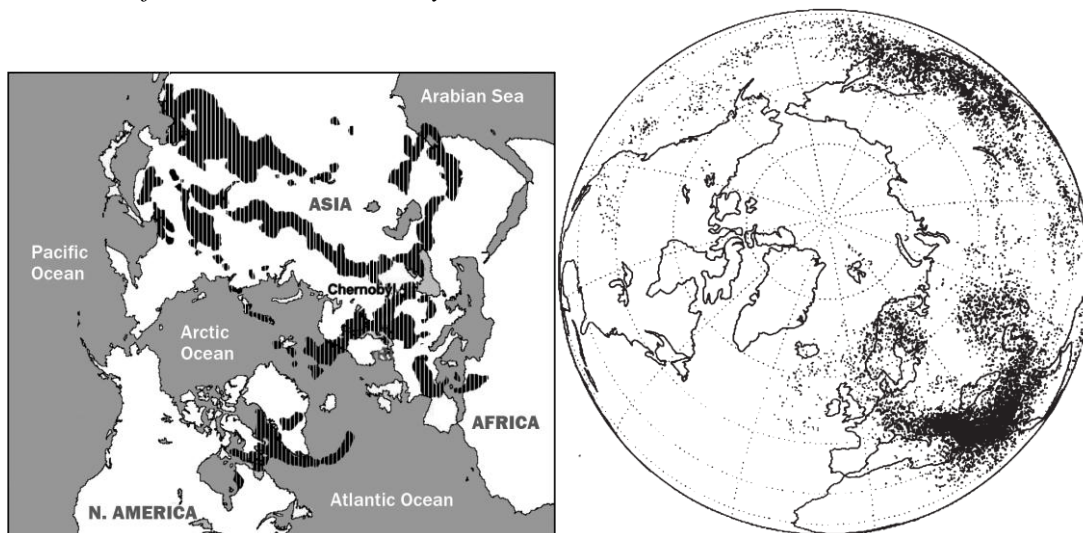 Arabian Sea
ASIA
Pacific
Ocean
Chernobyl
Arctic
Ocean
AFRICA
Atlantic Ocean
N. AMERICA